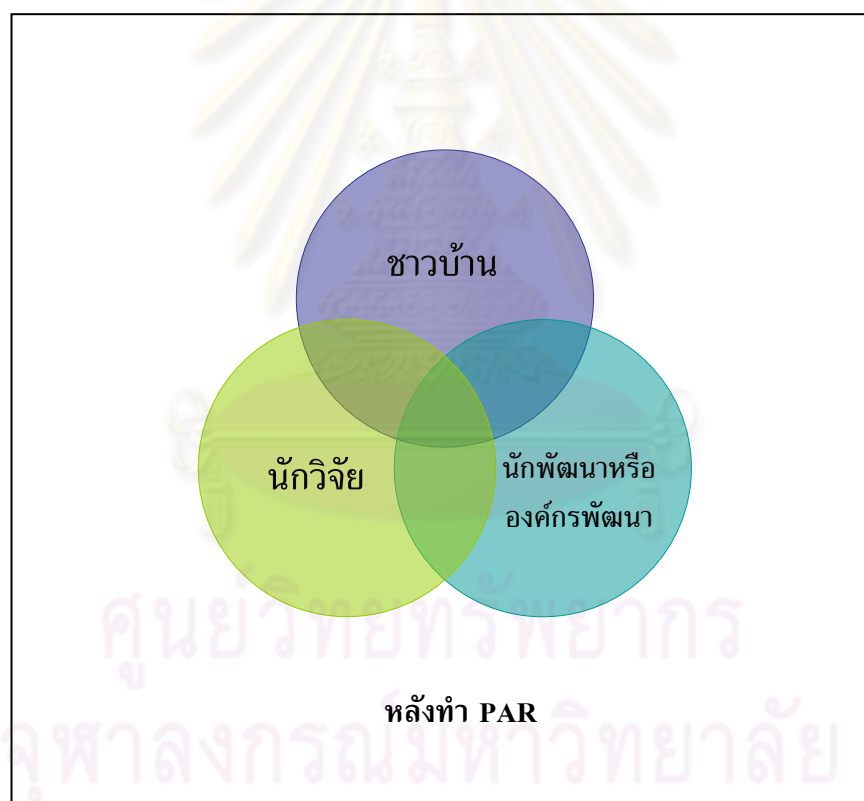 ชาวบ้าน
นักวิจัย
นักพัฒนาหรือ
องค์กรพัฒนา
ศูนย์วิทยทรัพยากร
หลังทำ PAR
จุฬาลงกรณ์มหาวิทยาลัย